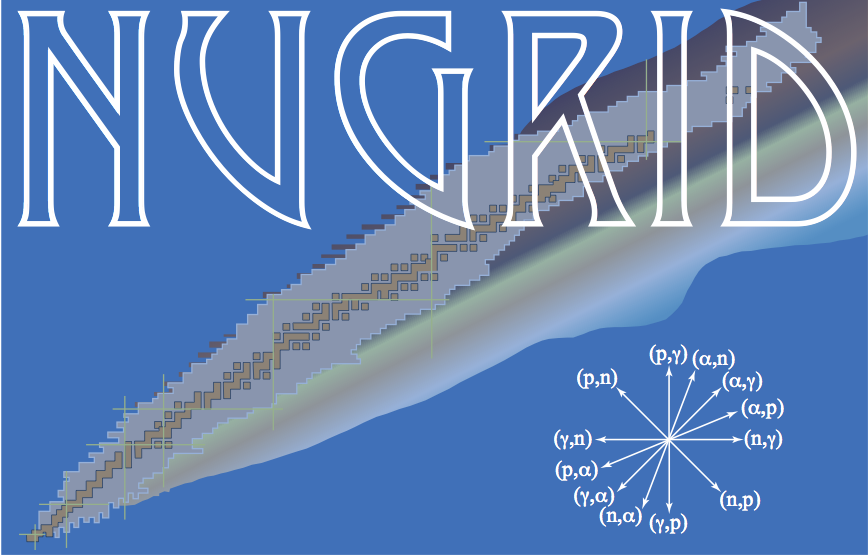 NUGRID
(p,γ)
(α,n)
(p,n)
(α,γ)
(α,p)
(γ,n)
(n,γ)
(p,α)
(γ,α)
(n,p)
(n,α)
(γ,p)